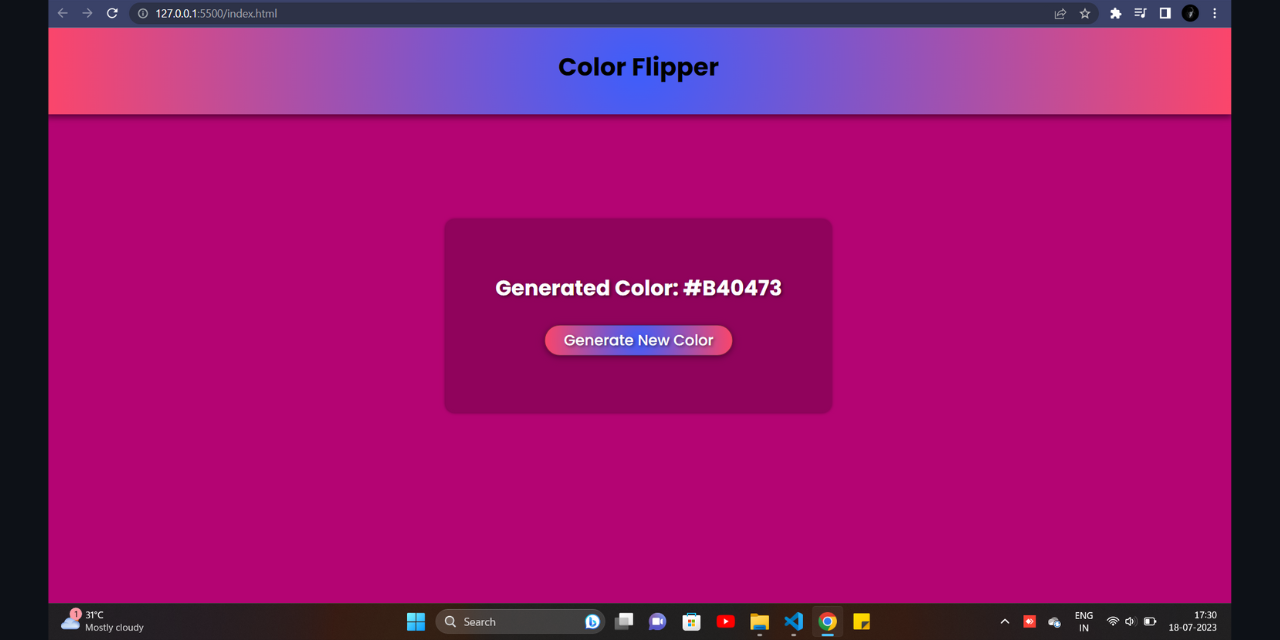 127.0.0.1:5500/index.html
Color Flipper
Generated Color: #B40473
Generate New Color
1
31°C
Mostly cloudy
Search
ENG
IN
17:30
18-07-2023